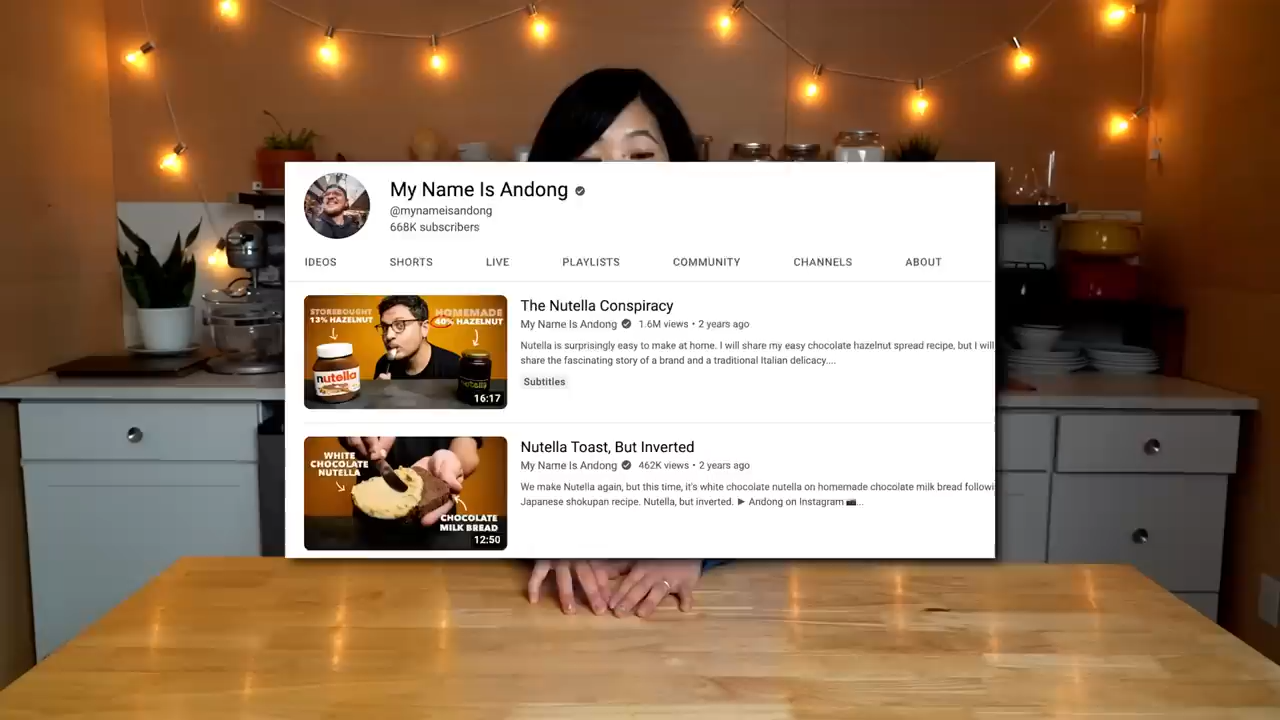 My Name Is Andong
@mynameisandong
668K subscribers
IDEOS SHORTS LIVE PLAYLISTS COMMUNITY CHANNELS ABOUT
STOREBOUGHT
13% HAZELNUT
HOMEMADE
40% HAZELNUT
nutella
16:17
The Nutella Conspiracy
My Name Is Andong 1.6M views • 2 years ago
Nutella is surprisingly easy to make at home. I will share my easy chocolate hazelnut spread recipe, but I will
share the fascinating story of a brand and a traditional Italian delicacy....
Subtitles
WHITE
CHOCOLATE
NUTELLA
CHOCOLATE
MILK BREAD
12:50
Nutella Toast, But Inverted
My Name Is Andong 462K views • 2 years ago
We make Nutella again, but this time, it's white chocolate nutella on homemade chocolate milk bread followi
Japanese shokupan recipe. Nutella, but inverted. ► Andong on Instagram 📸...